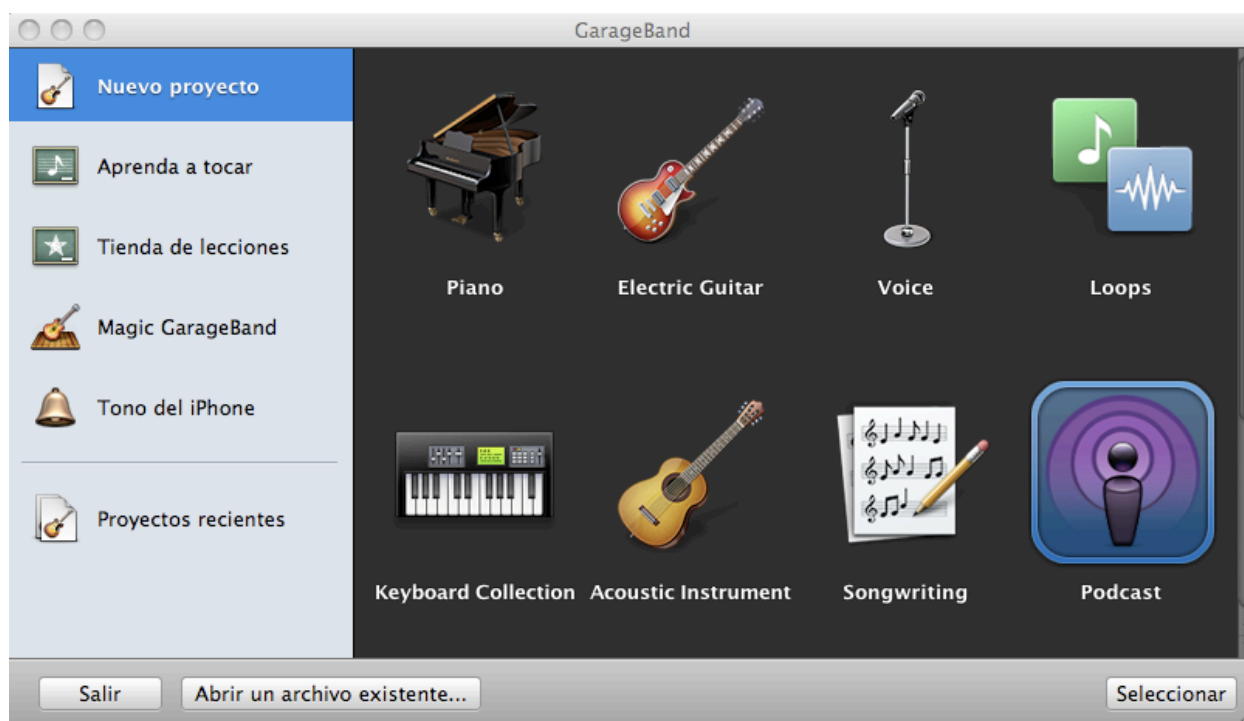 GarageBand
Nuevo proyecto
Aprenda a tocar
Tienda de lecciones
Magic GarageBand
Tono del iPhone
Proyectos recientes
Piano
Electric Guitar
Voice
Loops
Keyboard Collection
Acoustic Instrument
Songwriting
Podcast
Salir
Abrir un archivo existente...
Seleccionar